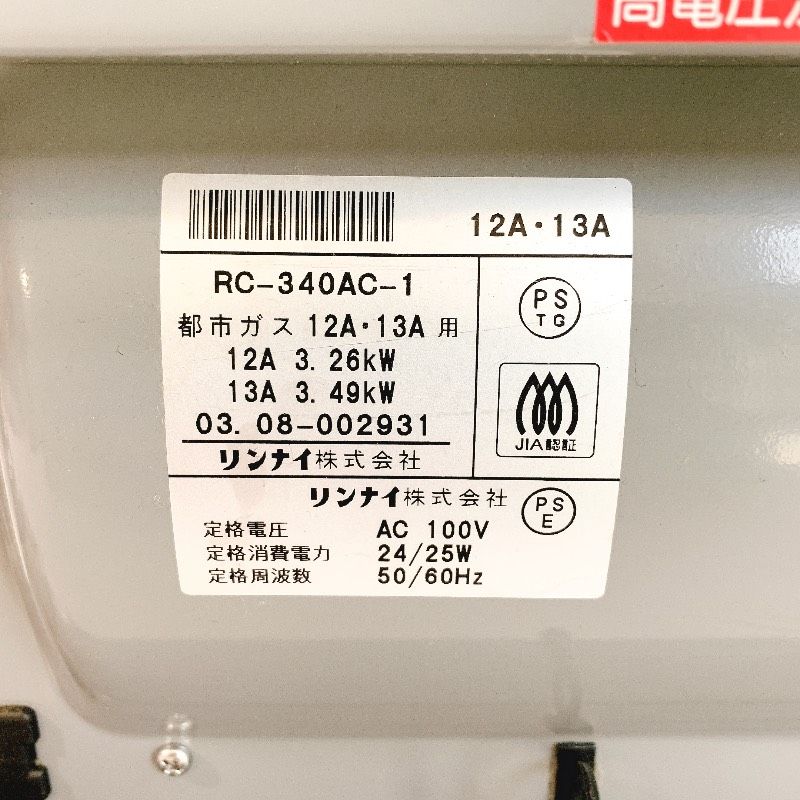 高電圧
12A・13A
RC-340AC-1
都市ガス 12A・13A 用
12A 3.26kW
13A 3.49kW
03.08-002931
リンナイ株式会社
PS
TG
JIA認証
リンナイ株式会社
PS
E
定格電圧 AC 100V
定格消費電力 24/25W
定格周波数 50/60Hz